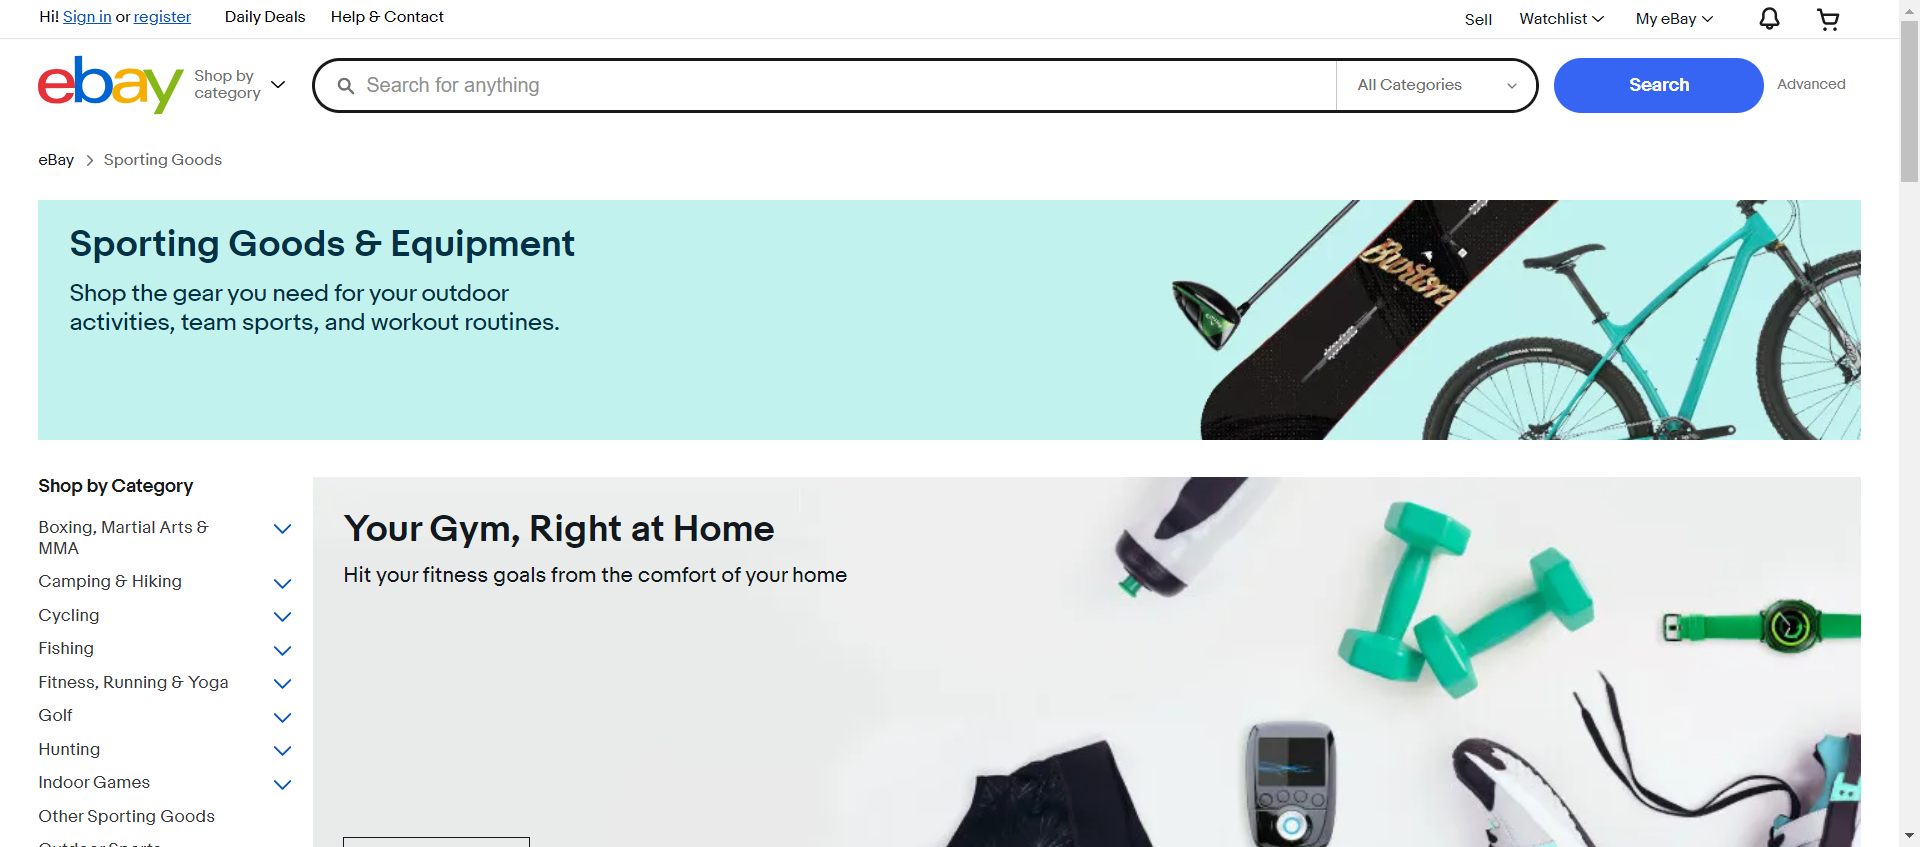 Hi! Sign in or register
Daily Deals
Help & Contact
Sell
Watchlist
My eBay
ebay
Shop by
category
Search for anything
All Categories
Search
Advanced
eBay
Sporting Goods
Sporting Goods & Equipment
Shop the gear you need for your outdoor
activities, team sports, and workout routines.
Burton
Shop by Category
Boxing, Martial Arts &
MMA
Camping & Hiking
Cycling
Fishing
Fitness, Running & Yoga
Golf
Hunting
Indoor Games
Other Sporting Goods
Outdoor Sports
Your Gym, Right at Home
Hit your fitness goals from the comfort of your home